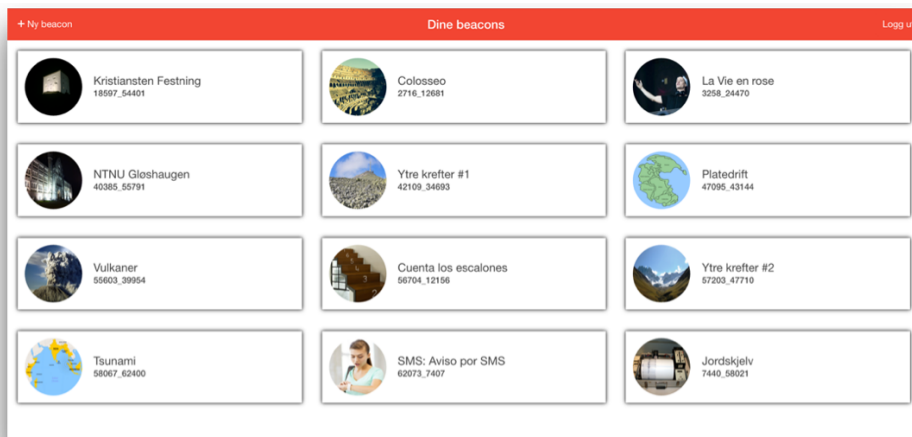 + Ny beacon
Dine beacons
Logg ut
Kristiansten Festning
18597_54401
Colosseo
2716_12681
La Vie en rose
3258_24470
NTNU Gløshaugen
40385_55791
Ytre krefter #1
42109_34693
Platedrift
47095_43144
Vulkaner
55603_39954
Cuenta los escalones
56704_12156
Ytre krefter #2
57203_47710
Tsunami
58067_62400
SMS: Aviso por SMS
62073_7407
Jordskjelv
7440_58021